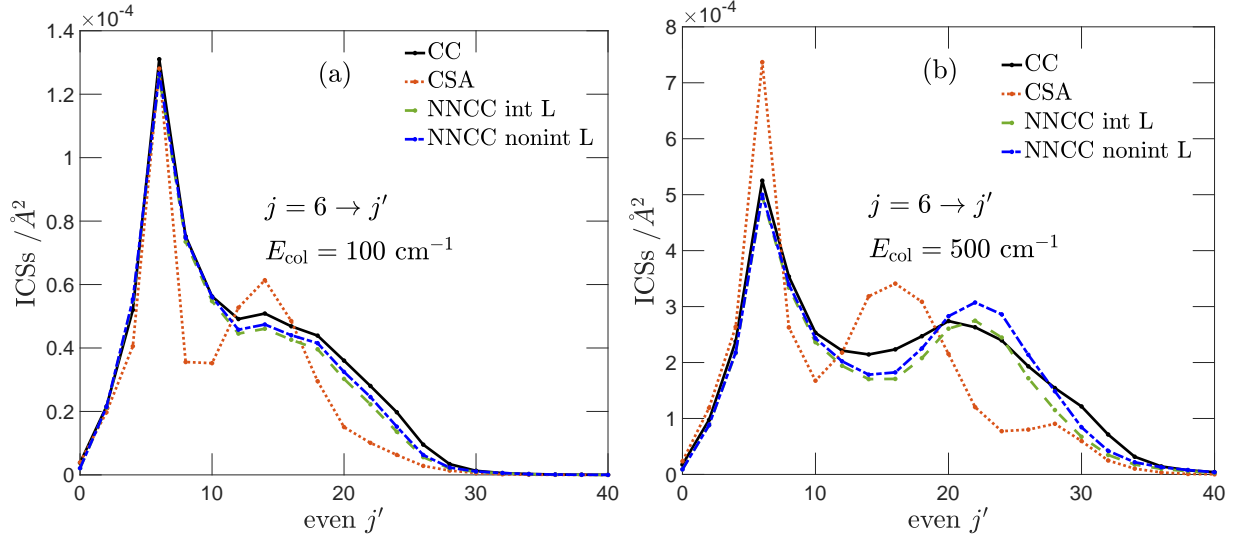 ×10⁻⁴
1.4
1.2
1
0.8
0.6
0.4
0.2
0
ICSs /Å²
(a)
CC
CSA
NNCC int L
NNCC nonint L
j = 6 → j′
E_col = 100 cm⁻¹
0 10 20 30 40
even j′
×10⁻⁴
8
7
6
5
4
3
2
1
0
ICSs /Å²
(b)
CC
CSA
NNCC int L
NNCC nonint L
j = 6 → j′
E_col = 500 cm⁻¹
0 10 20 30 40
even j′